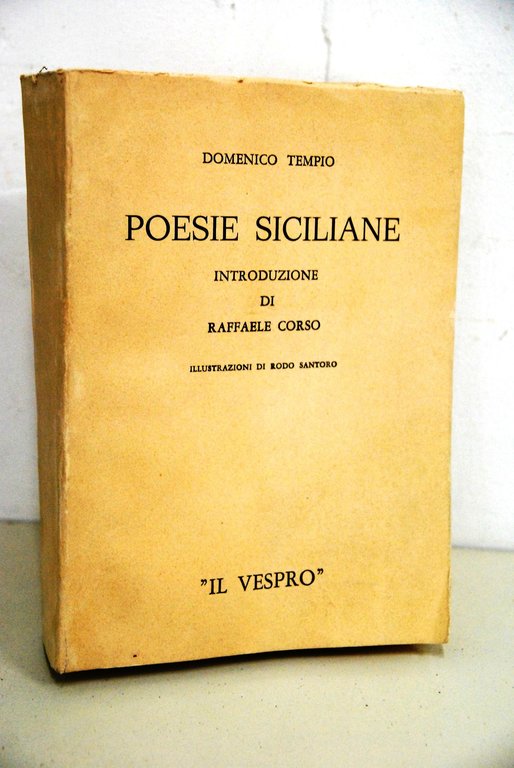 DOMENICO TEMPIO
POESIE SICILIANE
INTRODUZIONE
DI
RAFFAELE CORSO
ILLUSTRAZIONI DI RODO SANTORO
"IL VESPRO"